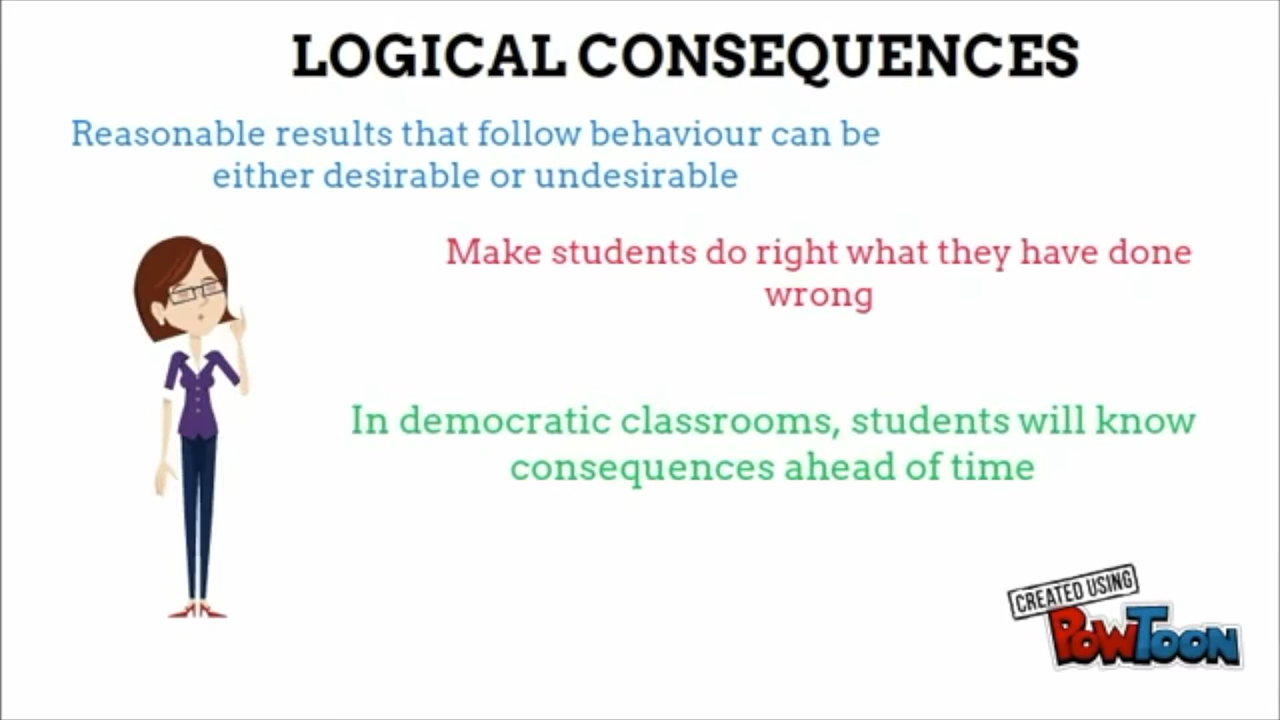 LOGICAL CONSEQUENCES
Reasonable results that follow behaviour can be
either desirable or undesirable
Make students do right what they have done
wrong
In democratic classrooms, students will know
consequences ahead of time
CREATED USING
POWTOON